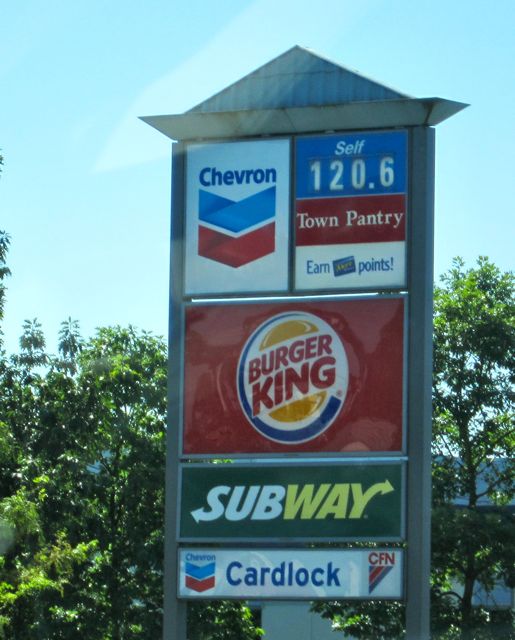 Chevron
Self
120.6
Town Pantry
Earn points!
BURGER
KING
SUBWAY
Chevron
Cardlock
CFN